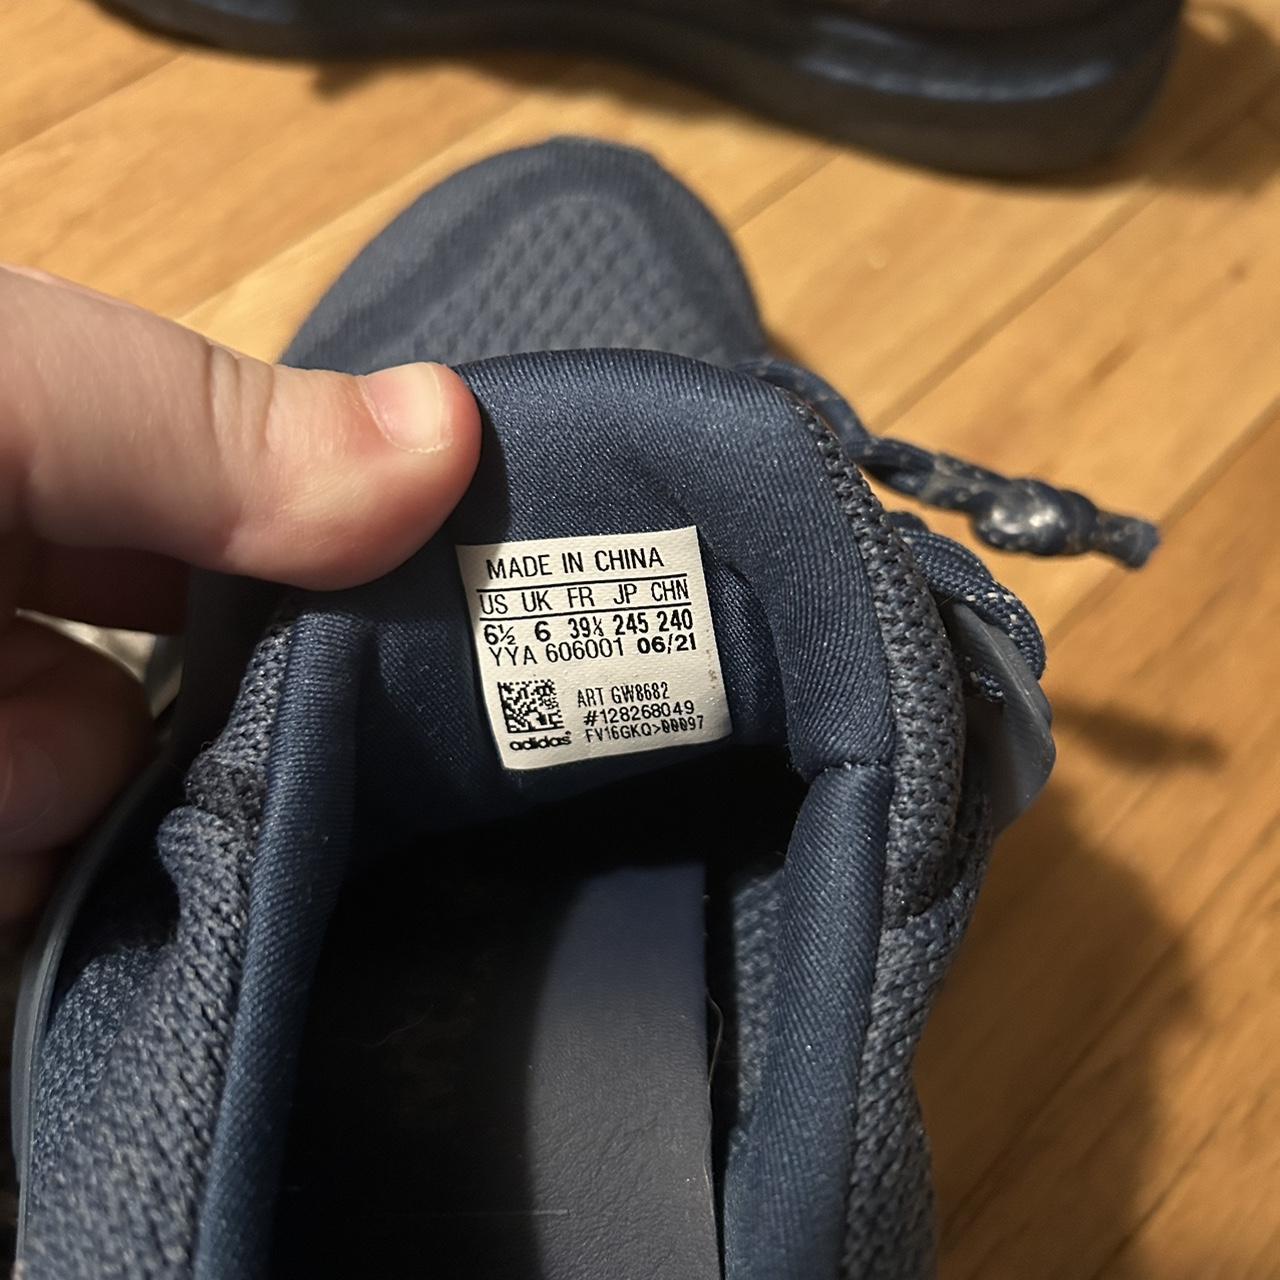 MADE IN CHINA
US UK FR JP CHN
6½ 6 39⅓ 245 240
YYA 606001 06/21
ART GW8682
#128268049
FV16GKQ>00097
adidas